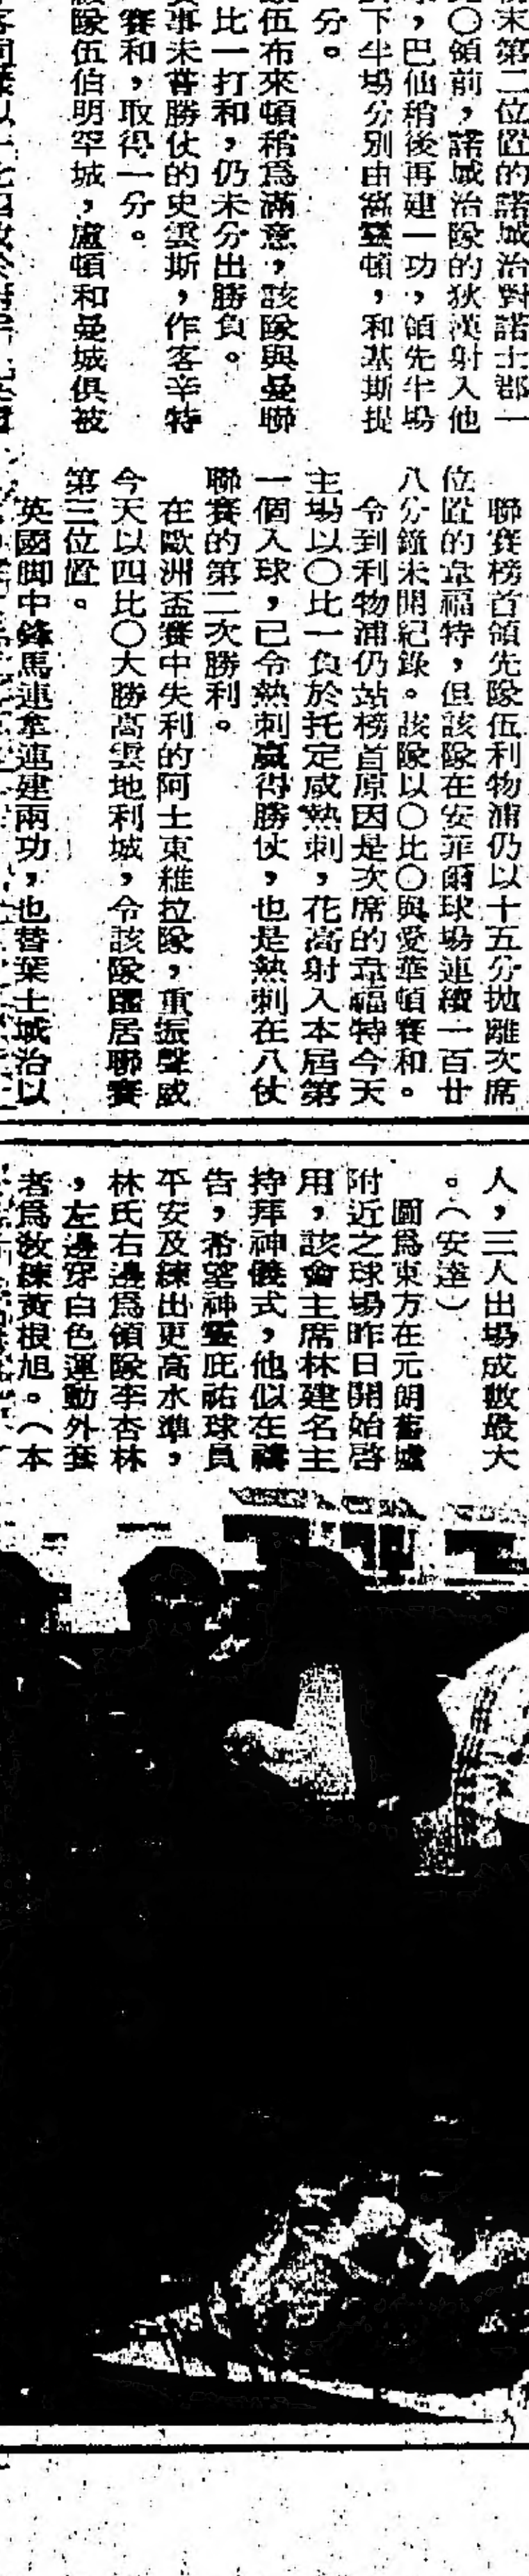 末第二位置的諾城治對諾士郡一
〇領前，諾城治隊的狄漢射入他
，巴仙稍後再建一功，領先半場
下半場分別由富靈頓，和基斯提
分。
伍布來頓稍為滿意，該隊與曼聯
比一打和，仍未分出勝負。
事未嘗勝仗的史雲斯，作客辛特
賽和，取得一分。
隊伍伯明罕城，盧頓和曼城俱被
聯賽榜首領先隊伍利物浦仍以十五分拋離次席
位置的韋福特，但該隊在安菲爾球場連續一百廿
八分鐘未開紀錄。該隊以〇比〇與愛華頓賽和。
令到利物浦仍站榜首原因是次席的韋福特今天
主場以〇比一負於托定咸熱刺，花高射入本屆第
一個入球，已令熱刺贏得勝仗，也是熱刺在八仗
聯賽的第二次勝利。
在歐洲盃賽中失利的阿士東維拉隊，重振聲威
今天以四比〇大勝高雲地利城，令該隊躍居聯賽
第三位置。
英國脚中鋒馬連拿連建兩功，也替葉士城治以
人，三人出場成數最大
。（安達）
圖為東方在元朗舊墟
附近之球場昨日開始啓
用，該會主席林建名主
持拜神儀式，他似在禱
告，希望神靈庇祐球員
平安及練出更高水準，
林氏右邊為領隊李杏林
，左邊穿白色運動外套
者為教練黃根旭。（本